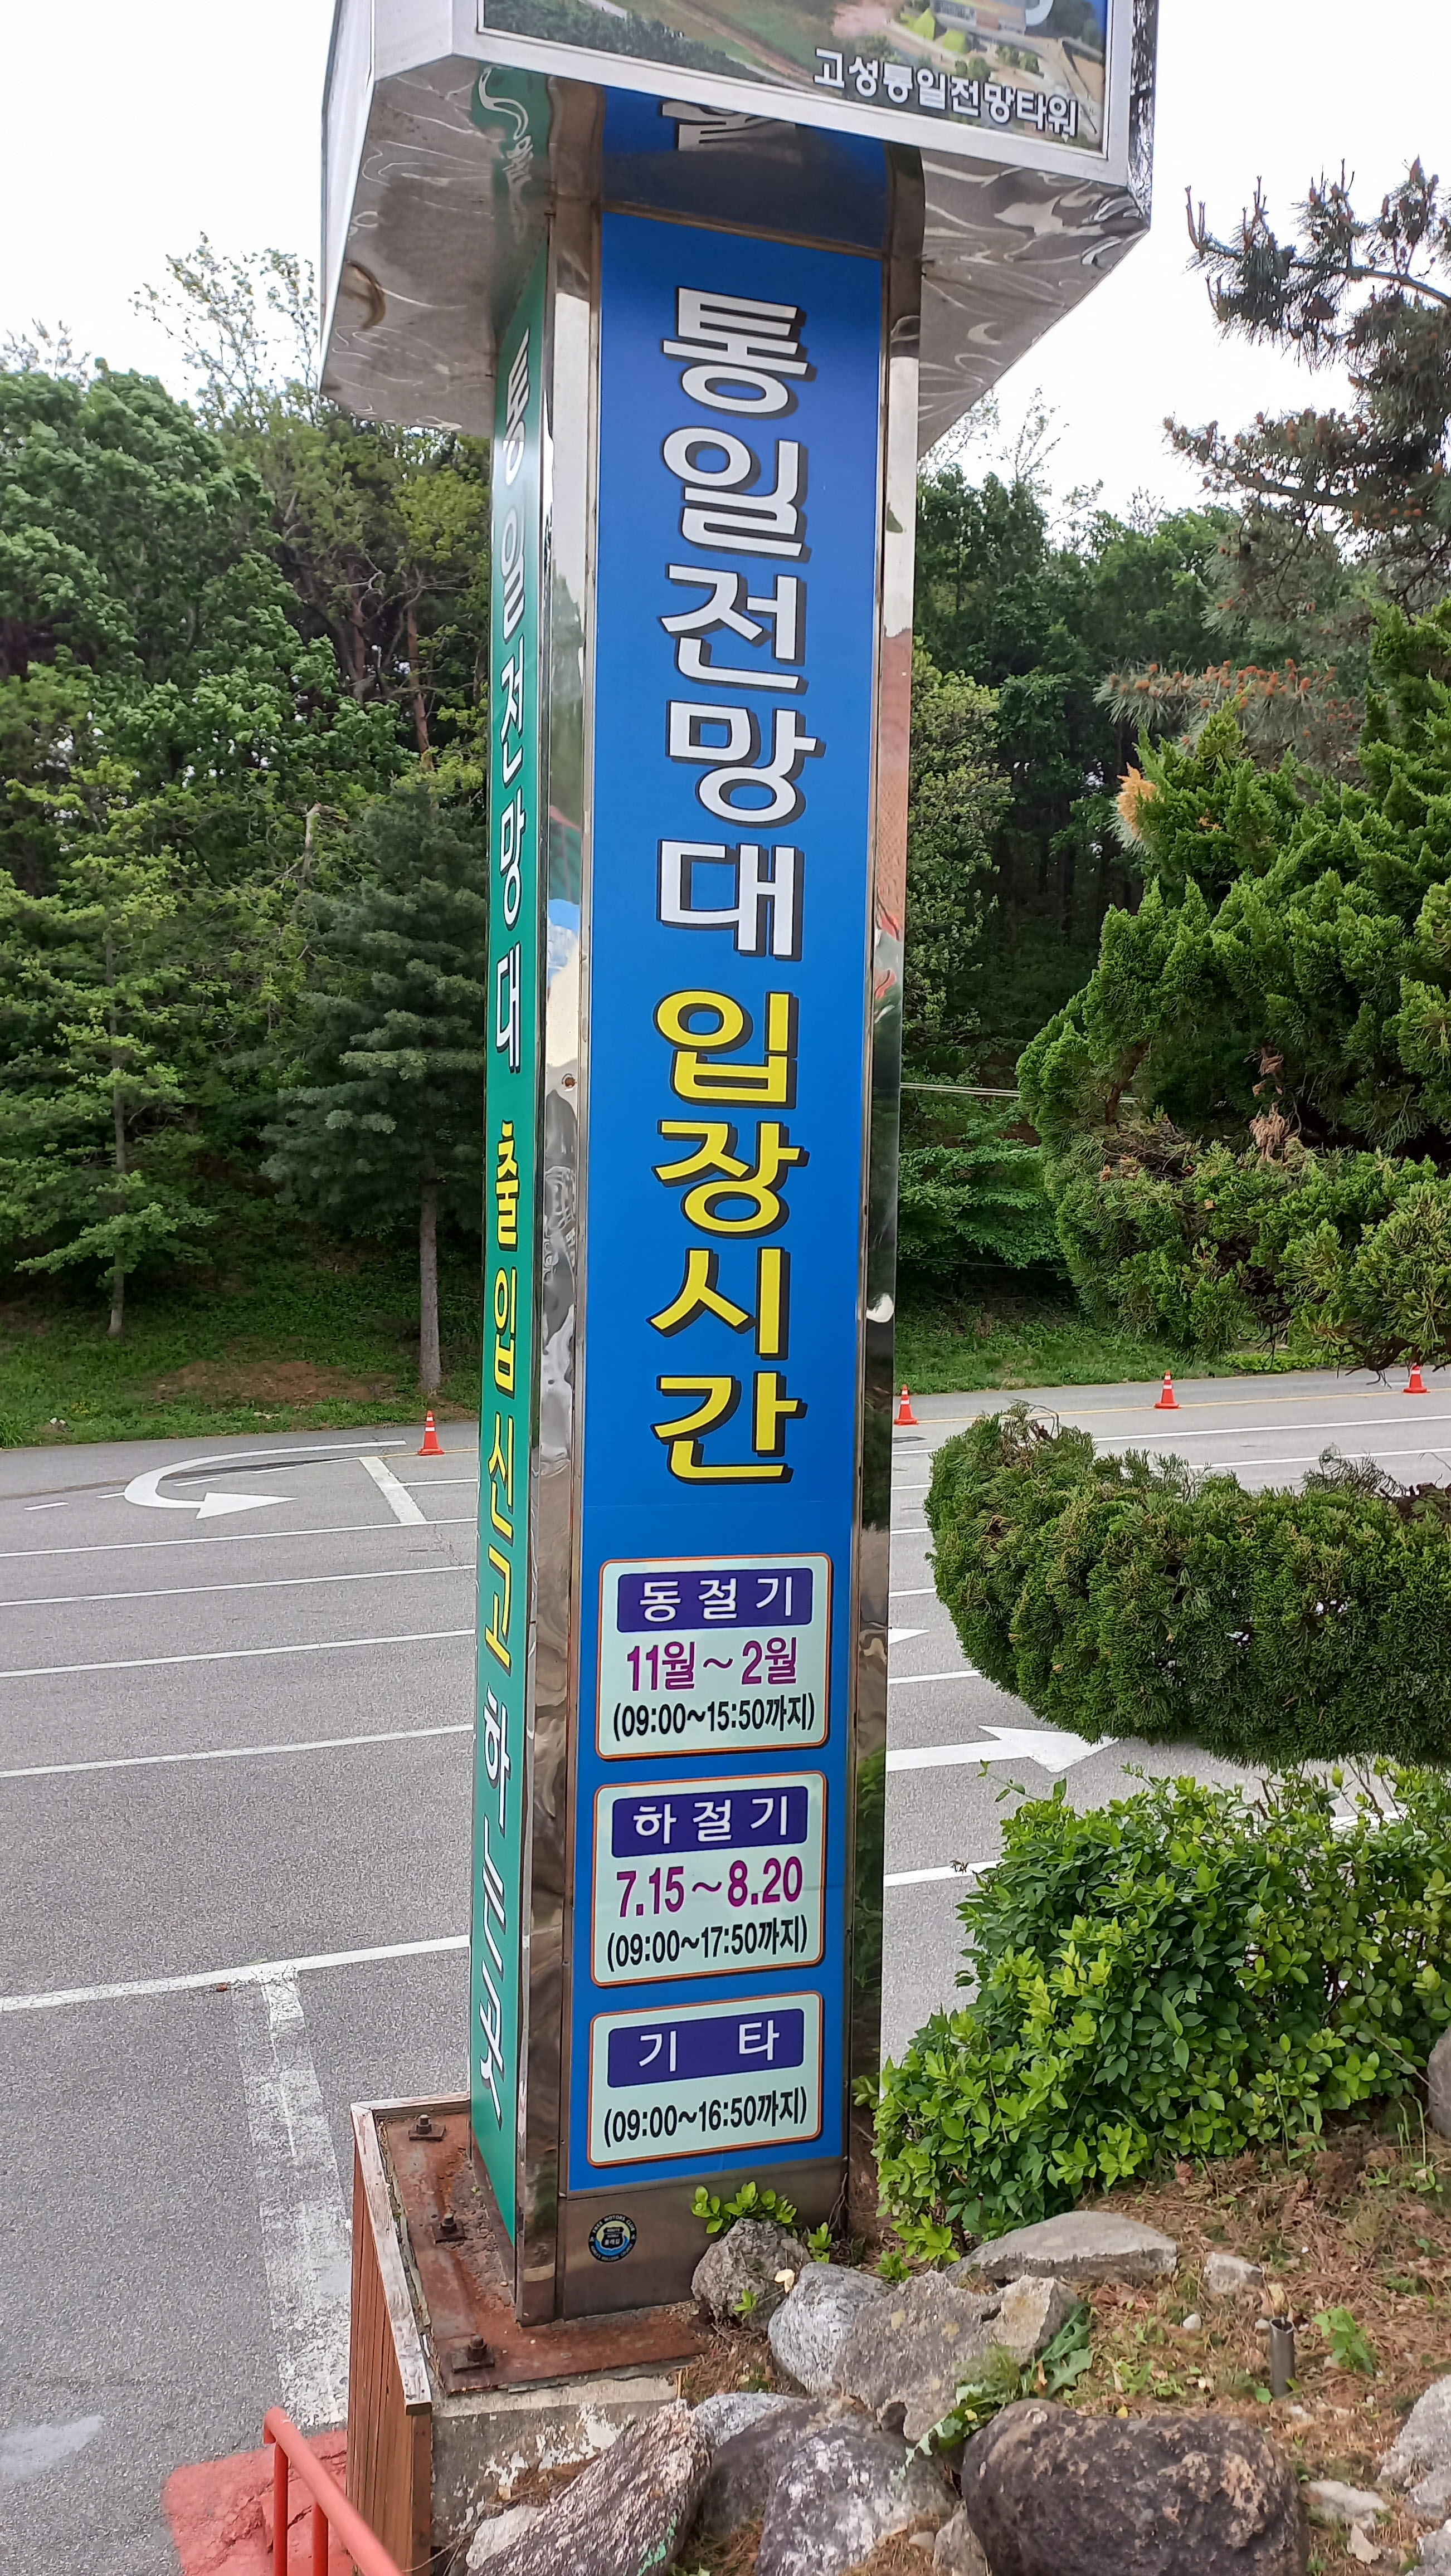 고성통일전망타워
통일전망대 입장시간
동절기
11월~2월
(09:00~15:50까지)
하절기
7.15~8.20
(09:00~17:50까지)
기 타
(09:00~16:50까지)
통일전망대 출입신고하는곳